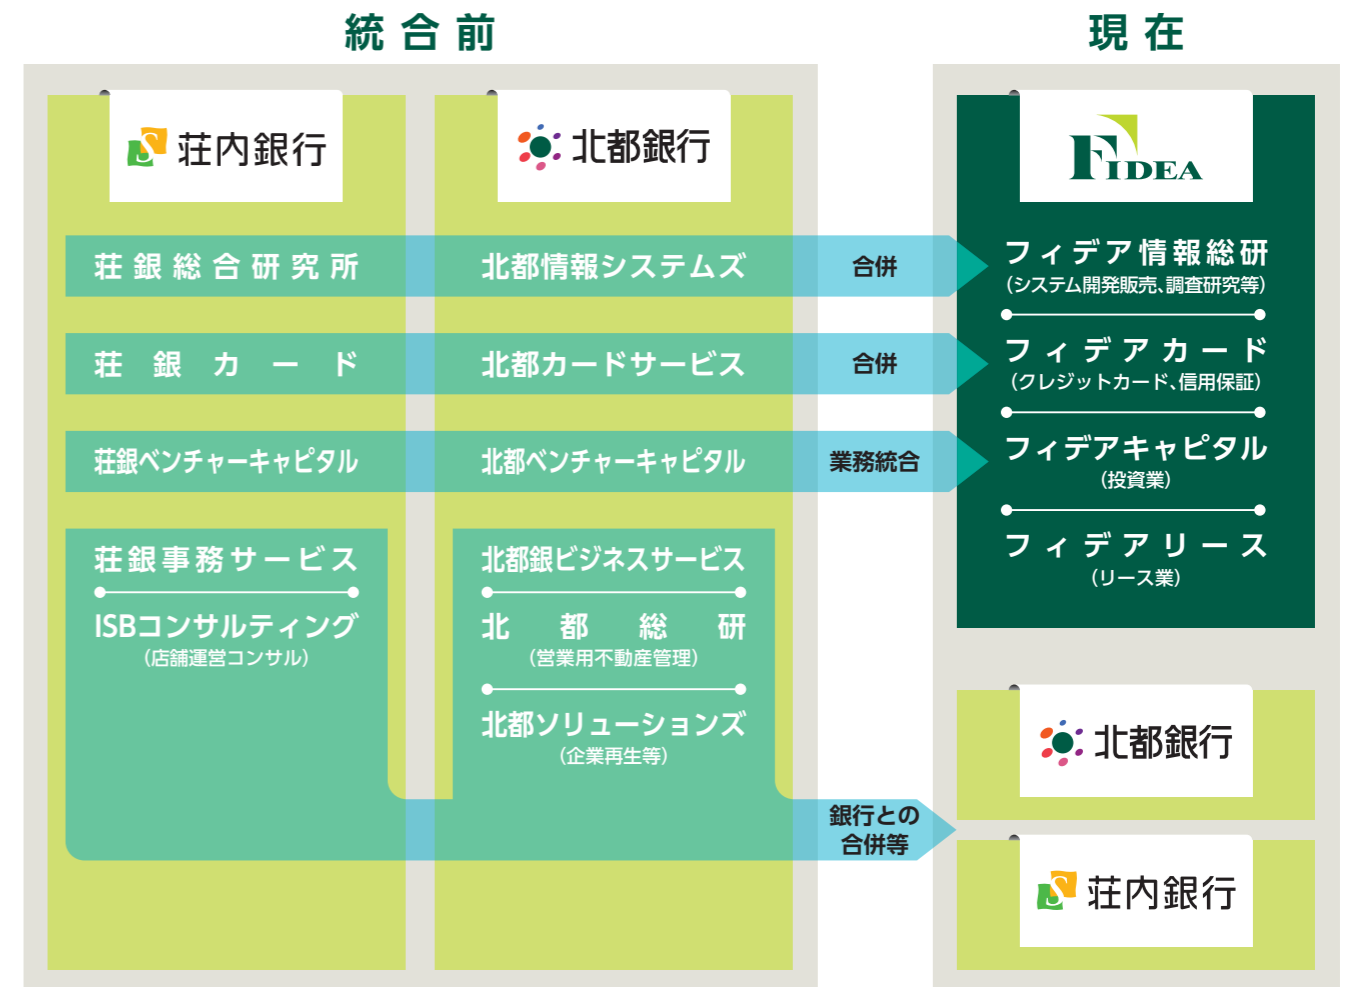 統合前
現在
荘内銀行
北都銀行
FIDEA
荘銀総合研究所
北都情報システムズ
合併
フィデア情報総研
(システム開発販売、調査研究等)
荘銀カード
北都カードサービス
合併
フィデアカード
(クレジットカード、信用保証)
荘銀ベンチャーキャピタル
北都ベンチャーキャピタル
業務統合
フィデアキャピタル
(投資業)
フィデアリース
(リース業)
荘銀事務サービス
ISBコンサルティング
(店舗運営コンサル)
北都銀ビジネスサービス
北都総研
(営業用不動産管理)
北都ソリューションズ
(企業再生等)
銀行との
合併等
北都銀行
荘内銀行